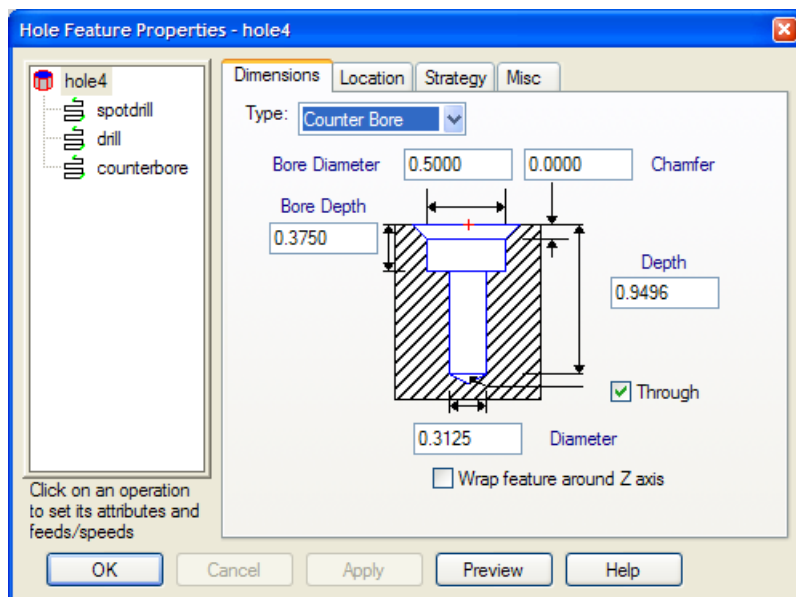 Hole Feature Properties - hole4
hole4
spotdrill
drill
counterbore
Click on an operation
to set its attributes and
feeds/speeds
Dimensions Location Strategy Misc
Type: Counter Bore
Bore Diameter 0.5000 0.0000 Chamfer
Bore Depth
0.3750
Depth
0.9496
Through
0.3125 Diameter
Wrap feature around Z axis
OK Cancel Apply Preview Help